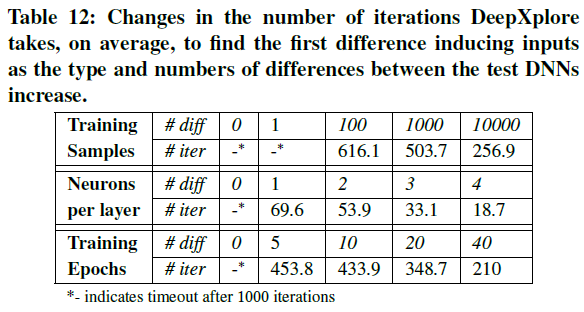 Table 12: Changes in the number of iterations DeepXplore
takes, on average, to find the first difference inducing inputs
as the type and numbers of differences between the test DNNs
increase.
Training # diff 0 1 100 1000 10000
Samples # iter -* -* 616.1 503.7 256.9
Neurons # diff 0 1 2 3 4
per layer # iter -* 69.6 53.9 33.1 18.7
Training # diff 0 5 10 20 40
Epochs # iter -* 453.8 433.9 348.7 210
*- indicates timeout after 1000 iterations